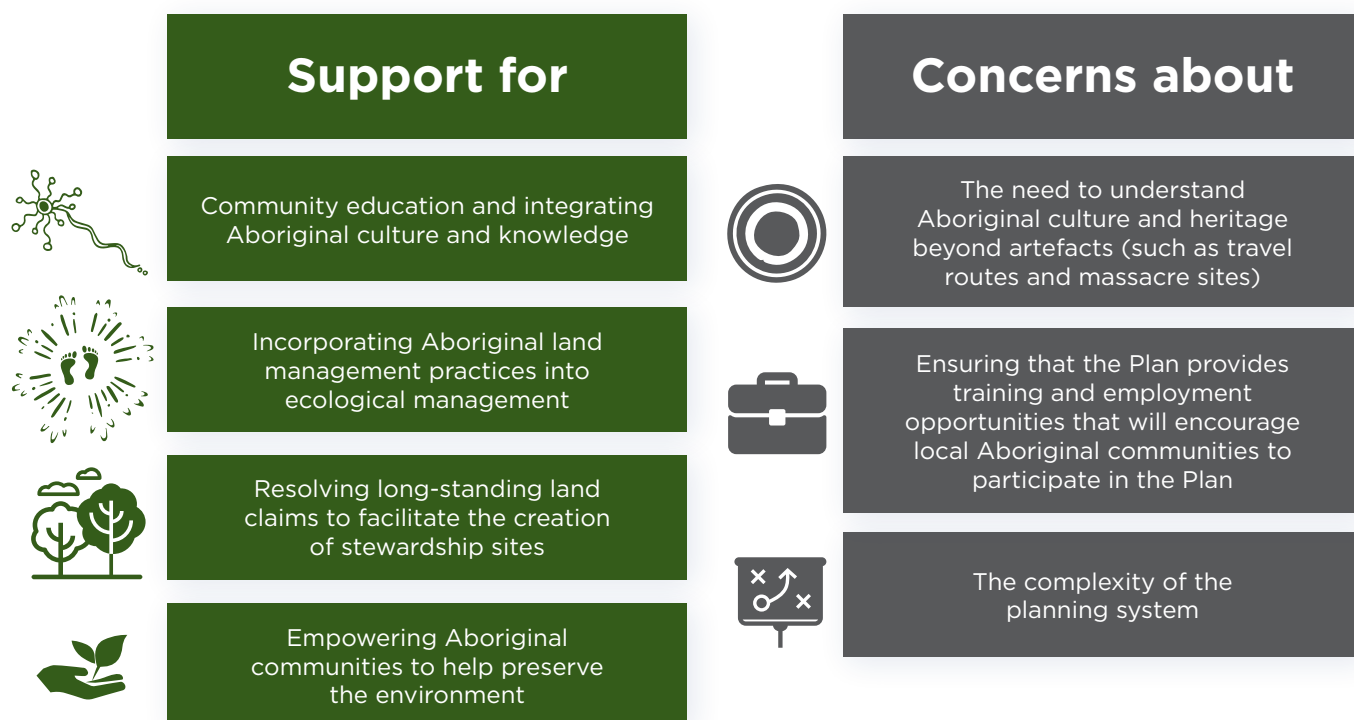 Support for
Community education and integrating
Aboriginal culture and knowledge
Incorporating Aboriginal land
management practices into
ecological management
Resolving long-standing land
claims to facilitate the creation
of stewardship sites
Empowering Aboriginal
communities to help preserve
the environment
Concerns about
The need to understand
Aboriginal culture and heritage
beyond artefacts (such as travel
routes and massacre sites)
Ensuring that the Plan provides
training and employment
opportunities that will encourage
local Aboriginal communities to
participate in the Plan
The complexity of the
planning system